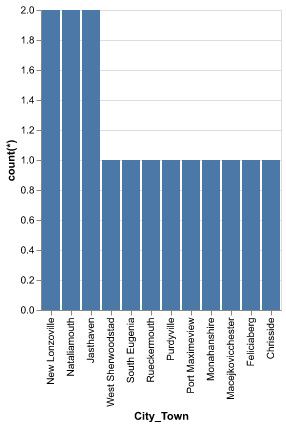 2.0
1.8
1.6
1.4
1.2
1.0
0.8
0.6
0.4
0.2
0.0
count(*)
New Lonzoville
Nataliamouth
Jasthaven
West Sherwoodstad
South Eugenia
Rueckermouth
Purdyville
Port Maximeview
Monahanshire
Macejkovicchester
Feliciaberg
Chrisside
City_Town